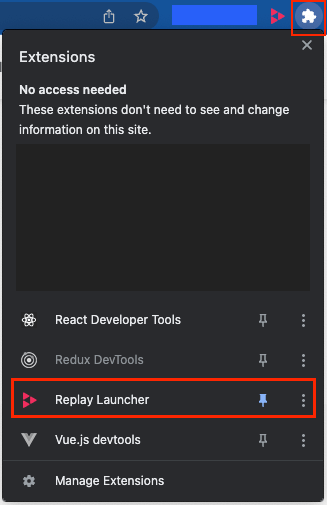 Extensions
No access needed
These extensions don't need to see and change
information on this site.
React Developer Tools
Redux DevTools
Replay Launcher
Vue.js devtools
Manage Extensions